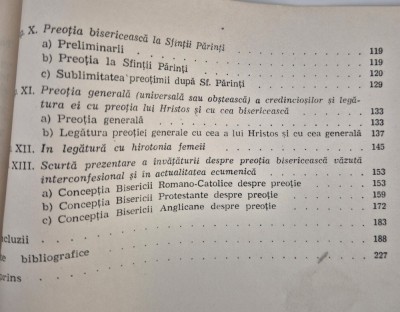 X. Preoția bisericească la Sfinții Părinți
a) Preliminarii . . . . . . . . . . 119
b) Preoția la Sfinții Părinți . . . . . . . . . . 119
c) Sublimitatea preoțimii după Sf. Părinți . . . . . . . . . . 120
129
XI. Preoția generală (universală sau obștească) a credincioșilor și legă-
tura ei cu preoția lui Hristos și cu cea bisericească . . . . . 133
a) Preoția generală . . . . . . . . . . 133
b) Legătura preoției generale cu cea a lui Hristos și cu cea generală 137
XII. În legătură cu hirotonia femeii . . . . . . . . . . 145
XIII. Scurtă prezentare a învățăturii despre preoția bisericească văzută
interconfesional și în actualitatea ecumenică . . . . . 153
a) Concepția Bisericii Romano-Catolice despre preoție . . . . . 153
b) Concepția Bisericii Protestante despre preoție . . . . . 159
c) Concepția Bisericii Anglicane despre preoție . . . . . 172
cluzii . . . . . . . . . . 183
e bibliografice . . . . . . . . . . 188
prins . . . . . . . . . . 227